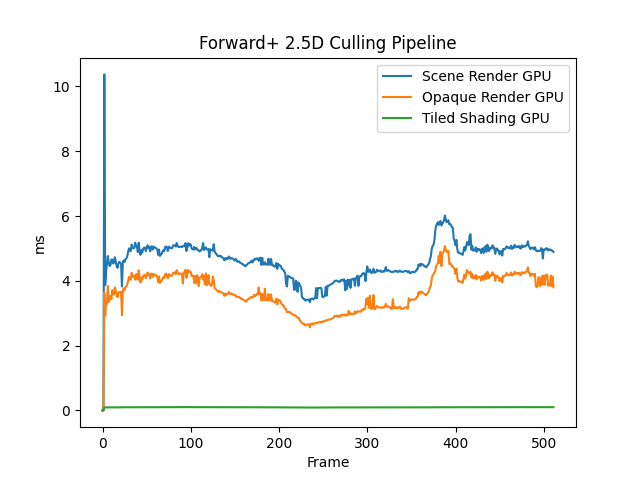 Forward+ 2.5D Culling Pipeline
Scene Render GPU
Opaque Render GPU
Tiled Shading GPU
ms
10
8
6
4
2
0
0 100 200 300 400 500
Frame